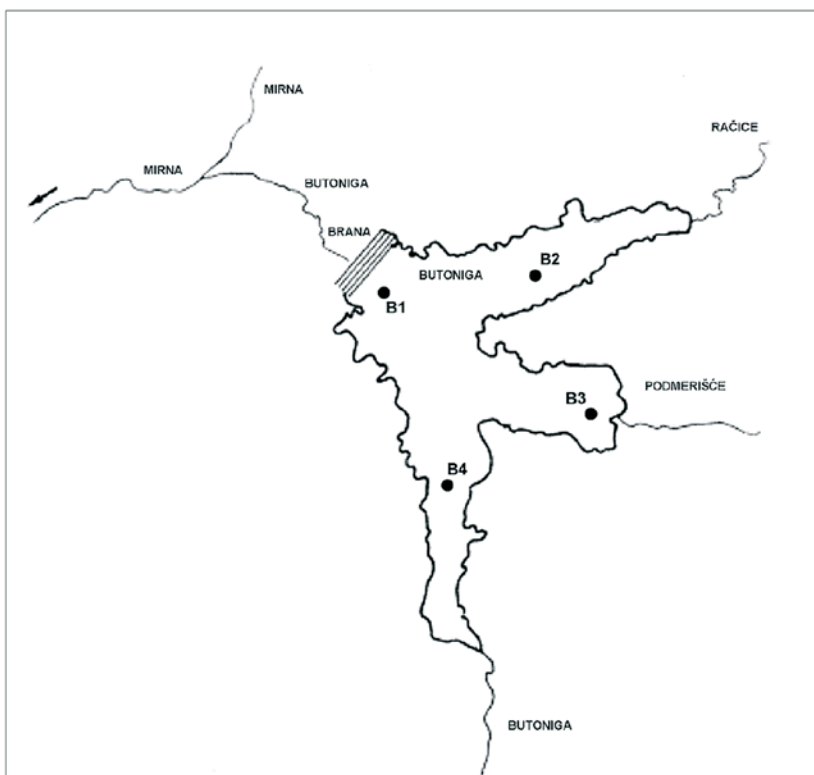 MIRNA
RAČICE
MIRNA
BUTONIGA
BRANA
B2
BUTONIGA
B1
PODMERIŠĆE
B3
B4
BUTONIGA